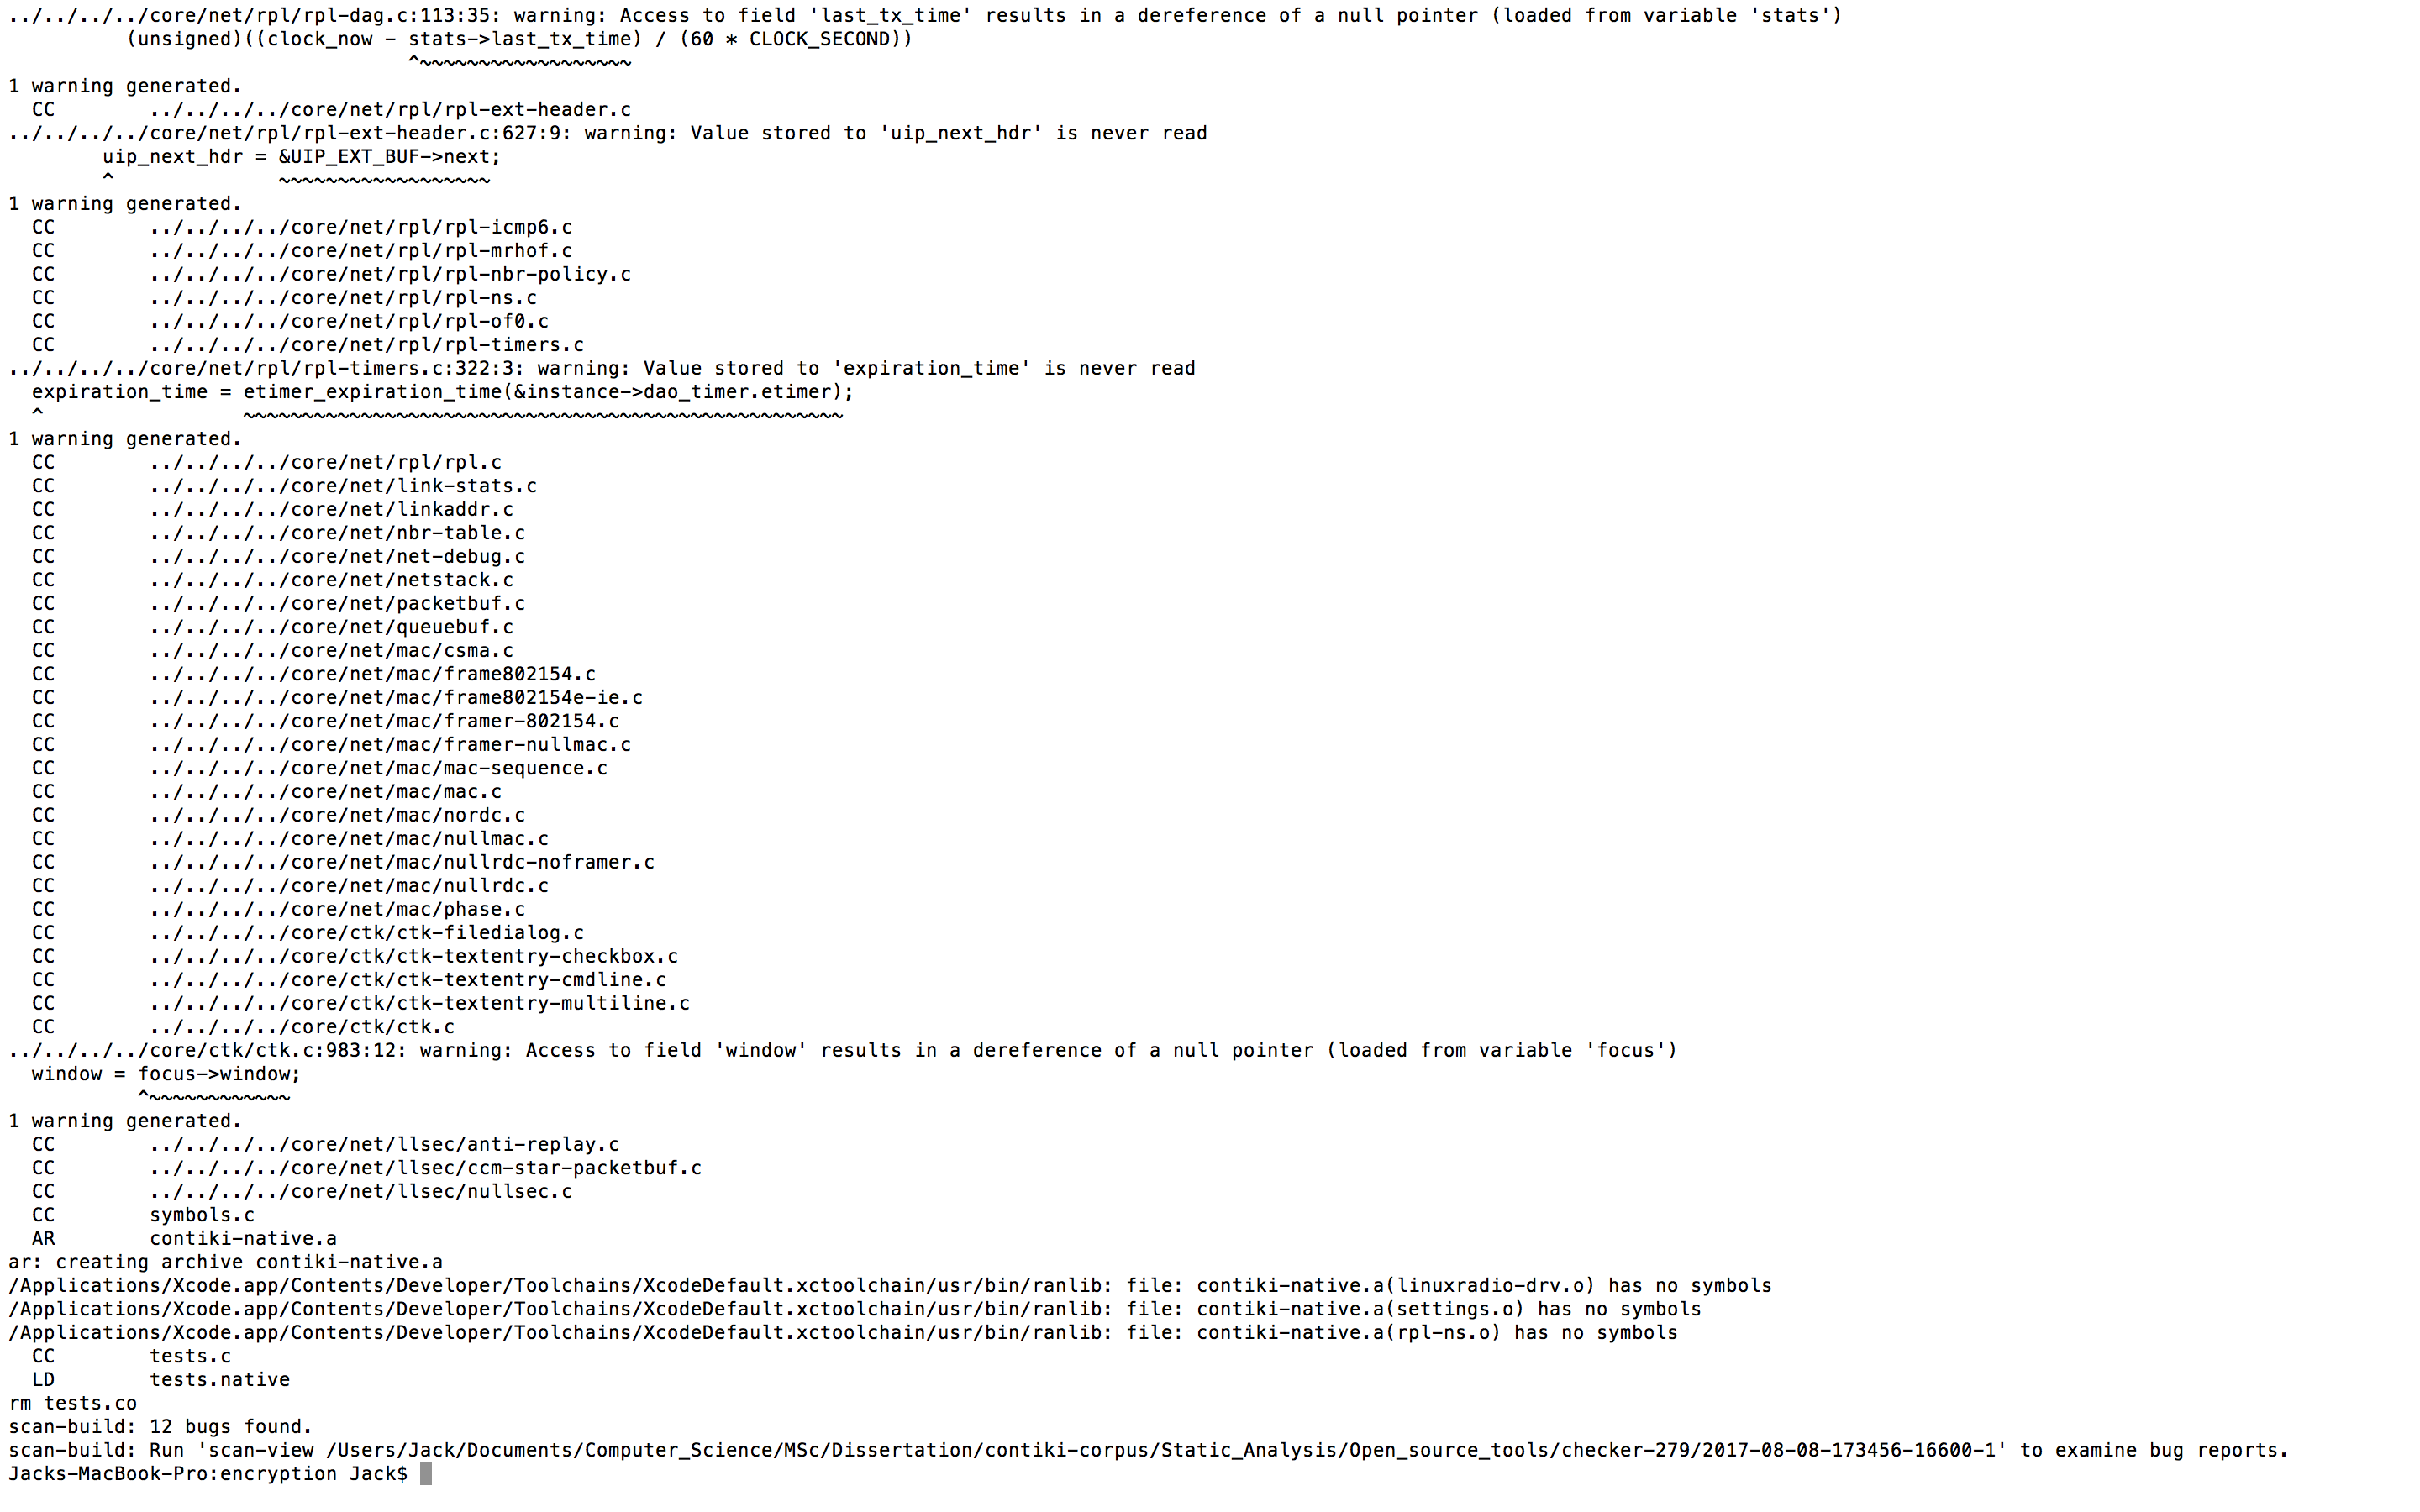 ../../../../core/net/rpl/rpl-dag.c:113:35: warning: Access to field 'last_tx_time' results in a dereference of a null pointer (loaded from variable 'stats')
          (unsigned)((clock_now - stats->last_tx_time) / (60 * CLOCK_SECOND))
                                  ^~~~~~~~~~~~~~~~~~~
1 warning generated.
  CC        ../../../../core/net/rpl/rpl-ext-header.c
../../../../core/net/rpl/rpl-ext-header.c:627:9: warning: Value stored to 'uip_next_hdr' is never read
        uip_next_hdr = &UIP_EXT_BUF->next;
        ^              ~~~~~~~~~~~~~~~~~~
1 warning generated.
  CC        ../../../../core/net/rpl/rpl-icmp6.c
  CC        ../../../../core/net/rpl/rpl-mrhof.c
  CC        ../../../../core/net/rpl/rpl-nbr-policy.c
  CC        ../../../../core/net/rpl/rpl-ns.c
  CC        ../../../../core/net/rpl/rpl-of0.c
  CC        ../../../../core/net/rpl/rpl-timers.c
../../../../core/net/rpl/rpl-timers.c:322:3: warning: Value stored to 'expiration_time' is never read
  expiration_time = etimer_expiration_time(&instance->dao_timer.etimer);
  ^                 ~~~~~~~~~~~~~~~~~~~~~~~~~~~~~~~~~~~~~~~~~~~~~~~~~~~
1 warning generated.
  CC        ../../../../core/net/rpl/rpl.c
  CC        ../../../../core/net/link-stats.c
  CC        ../../../../core/net/linkaddr.c
  CC        ../../../../core/net/nbr-table.c
  CC        ../../../../core/net/net-debug.c
  CC        ../../../../core/net/netstack.c
  CC        ../../../../core/net/packetbuf.c
  CC        ../../../../core/net/queuebuf.c
  CC        ../../../../core/net/mac/csma.c
  CC        ../../../../core/net/mac/frame802154.c
  CC        ../../../../core/net/mac/frame802154e-ie.c
  CC        ../../../../core/net/mac/framer-802154.c
  CC        ../../../../core/net/mac/framer-nullmac.c
  CC        ../../../../core/net/mac/mac-sequence.c
  CC        ../../../../core/net/mac/mac.c
  CC        ../../../../core/net/mac/nordc.c
  CC        ../../../../core/net/mac/nullmac.c
  CC        ../../../../core/net/mac/nullrdc-noframer.c
  CC        ../../../../core/net/mac/nullrdc.c
  CC        ../../../../core/net/mac/phase.c
  CC        ../../../../core/ctk/ctk-filedialog.c
  CC        ../../../../core/ctk/ctk-textentry-checkbox.c
  CC        ../../../../core/ctk/ctk-textentry-cmdline.c
  CC        ../../../../core/ctk/ctk-textentry-multiline.c
  CC        ../../../../core/ctk/ctk.c
../../../../core/ctk/ctk.c:983:12: warning: Access to field 'window' results in a dereference of a null pointer (loaded from variable 'focus')
  window = focus->window;
           ^~~~~~~~~~~~~
1 warning generated.
  CC        ../../../../core/net/llsec/anti-replay.c
  CC        ../../../../core/net/llsec/ccm-star-packetbuf.c
  CC        ../../../../core/net/llsec/nullsec.c
  CC        symbols.c
  AR        contiki-native.a
ar: creating archive contiki-native.a
/Applications/Xcode.app/Contents/Developer/Toolchains/XcodeDefault.xctoolchain/usr/bin/ranlib: file: contiki-native.a(linuxradio-drv.o) has no symbols
/Applications/Xcode.app/Contents/Developer/Toolchains/XcodeDefault.xctoolchain/usr/bin/ranlib: file: contiki-native.a(settings.o) has no symbols
/Applications/Xcode.app/Contents/Developer/Toolchains/XcodeDefault.xctoolchain/usr/bin/ranlib: file: contiki-native.a(rpl-ns.o) has no symbols
  CC        tests.c
  LD        tests.native
rm tests.co
scan-build: 12 bugs found.
scan-build: Run 'scan-view /Users/Jack/Documents/Computer_Science/MSc/Dissertation/contiki-corpus/Static_Analysis/Open_source_tools/checker-279/2017-08-08-173456-16600-1' to examine bug reports.
Jacks-MacBook-Pro:encryption Jack$